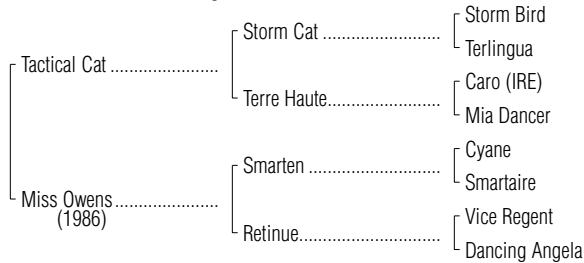 Storm Bird
Storm Cat ........................
Terlingua
Tactical Cat ......................
Caro (IRE)
Terre Haute.......................
Mia Dancer
Cyane
Smarten ...........................
Smartaire
Miss Owens .....................
(1986)
Vice Regent
Retinue.............................
Dancing Angela